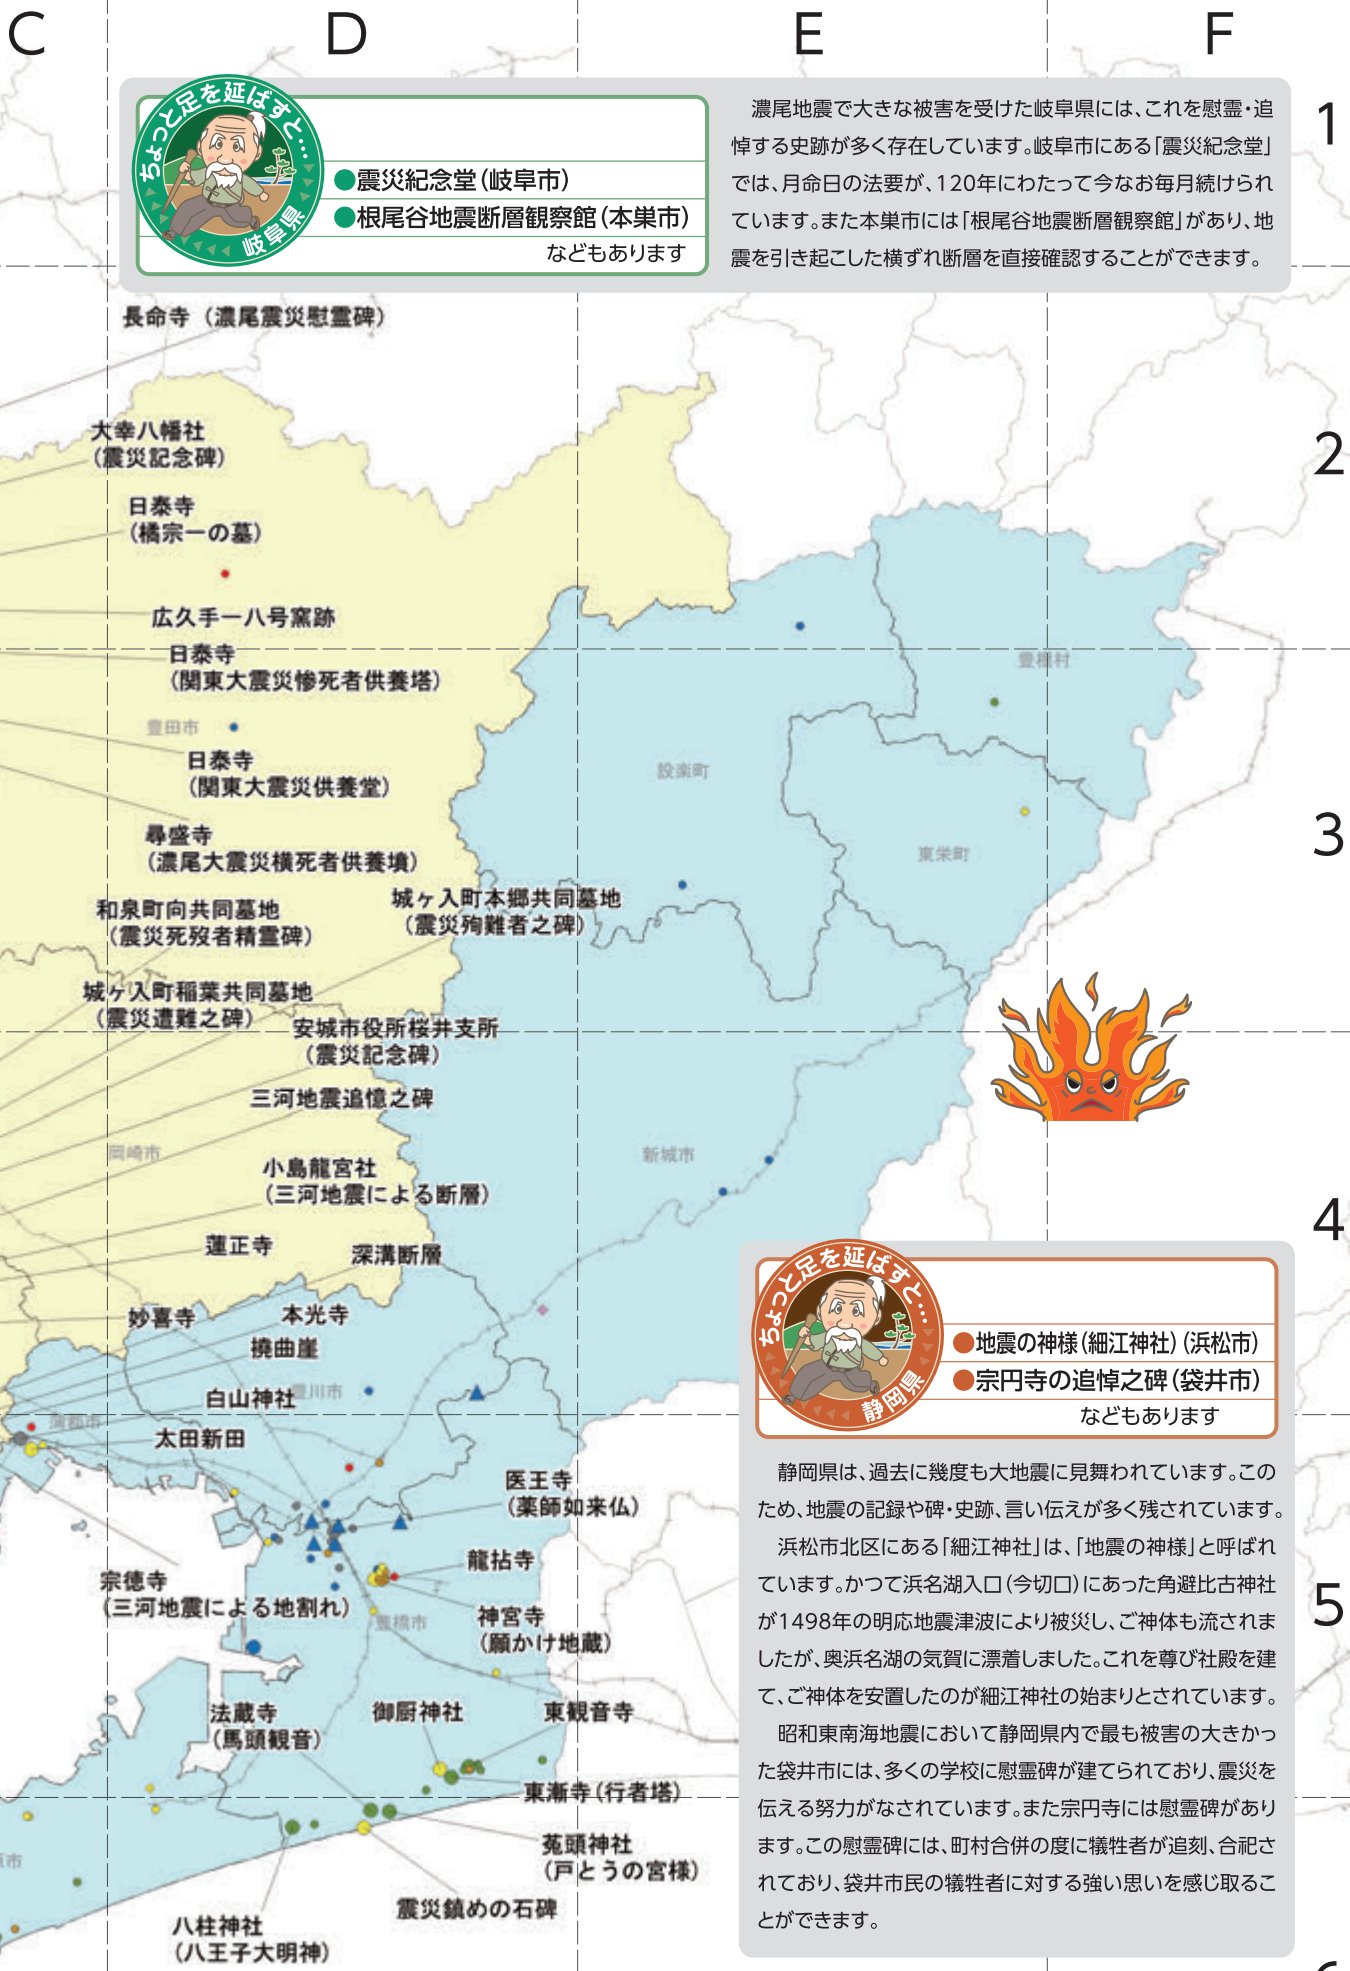 C
D
E
F
1
ちょっと足を延ばすと…
岐阜県
●震災紀念堂(岐阜市)
●根尾谷地震断層観察館(本巣市)
などもあります
濃尾地震で大きな被害を受けた岐阜県には、これを慰霊・追
悼する史跡が多く存在しています。岐阜市にある「震災紀念堂」
では、月命日の法要が、120年にわたって今なお毎月続けられ
ています。また本巣市には「根尾谷地震断層観察館」があり、地
震を引き起こした横ずれ断層を直接確認することができます。
長命寺(濃尾震災慰霊碑)
2
大幸八幡社
(震災記念碑)
日泰寺
(橘宗一の墓)
広久手一八号窯跡
日泰寺
(関東大震災惨死者供養塔)
豊根村
豊田市
日泰寺
(関東大震災供養堂)
設楽町
3
尋盛寺
(濃尾大震災横死者供養墳)
東栄町
和泉町向共同墓地
(震災死歿者精霊碑)
城ヶ入町本郷共同墓地
(震災殉難者之碑)
城ヶ入町稲葉共同墓地
(震災遭難之碑)
安城市役所桜井支所
(震災記念碑)
三河地震追憶之碑
岡崎市
新城市
小島龍宮社
(三河地震による断層)
4
蓮正寺
深溝断層
妙喜寺
本光寺
撓曲崖
豊川市
白山神社
蒲郡市
太田新田
ちょっと足を延ばすと…
静岡県
●地震の神様(細江神社)(浜松市)
●宗円寺の追悼之碑(袋井市)
などもあります
静岡県は、過去に幾度も大地震に見舞われています。この
ため、地震の記録や碑・史跡、言い伝えが多く残されています。
浜松市北区にある「細江神社」は、「地震の神様」と呼ばれ
ています。かつて浜名湖入口(今切口)にあった角避比古神社
が1498年の明応地震津波により被災し、ご神体も流されま
したが、奥浜名湖の気賀に漂着しました。これを尊び社殿を建
て、ご神体を安置したのが細江神社の始まりとされています。
昭和東南海地震において静岡県内で最も被害の大きかっ
た袋井市には、多くの学校に慰霊碑が建てられており、震災を
伝える努力がなされています。また宗円寺には慰霊碑があり
ます。この慰霊碑には、町村合併の度に犠牲者が追刻、合祀さ
れており、袋井市民の犠牲者に対する強い思いを感じ取るこ
とができます。
医王寺
(薬師如来仏)
龍拈寺
5
宗徳寺
(三河地震による地割れ)
神宮寺
(願かけ地蔵)
豊橋市
法蔵寺
(馬頭観音)
御厨神社
東観音寺
東漸寺(行者塔)
菟頭神社
(戸とうの宮様)
震災鎮めの石碑
八柱神社
(八王子大明神)